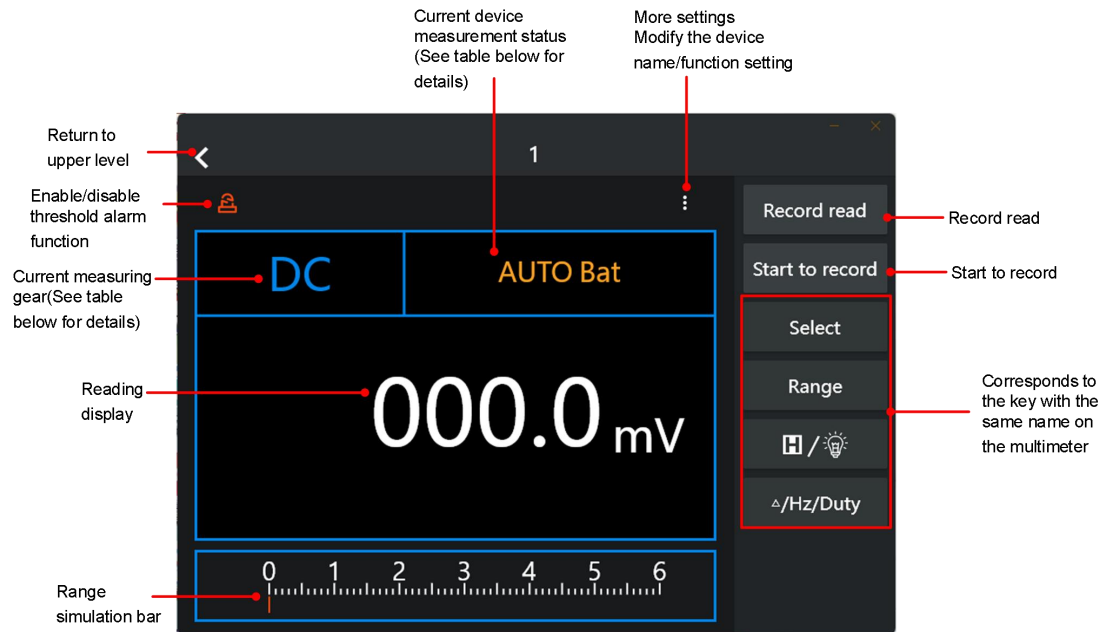 Current device
measurement status
(See table below for
details)
More settings
Modify the device
name/function setting
Return to
upper level
1
Enable/disable
threshold alarm
function
Record read
Record read
Current measuring
gear(See table
below for details)
DC
AUTO Bat
Start to record
Start to record
Select
Reading
display
000.0 mV
Range
H/
△/Hz/Duty
Corresponds to
the key with the
same name on
the multimeter
Range
simulation bar
0 1 2 3 4 5 6